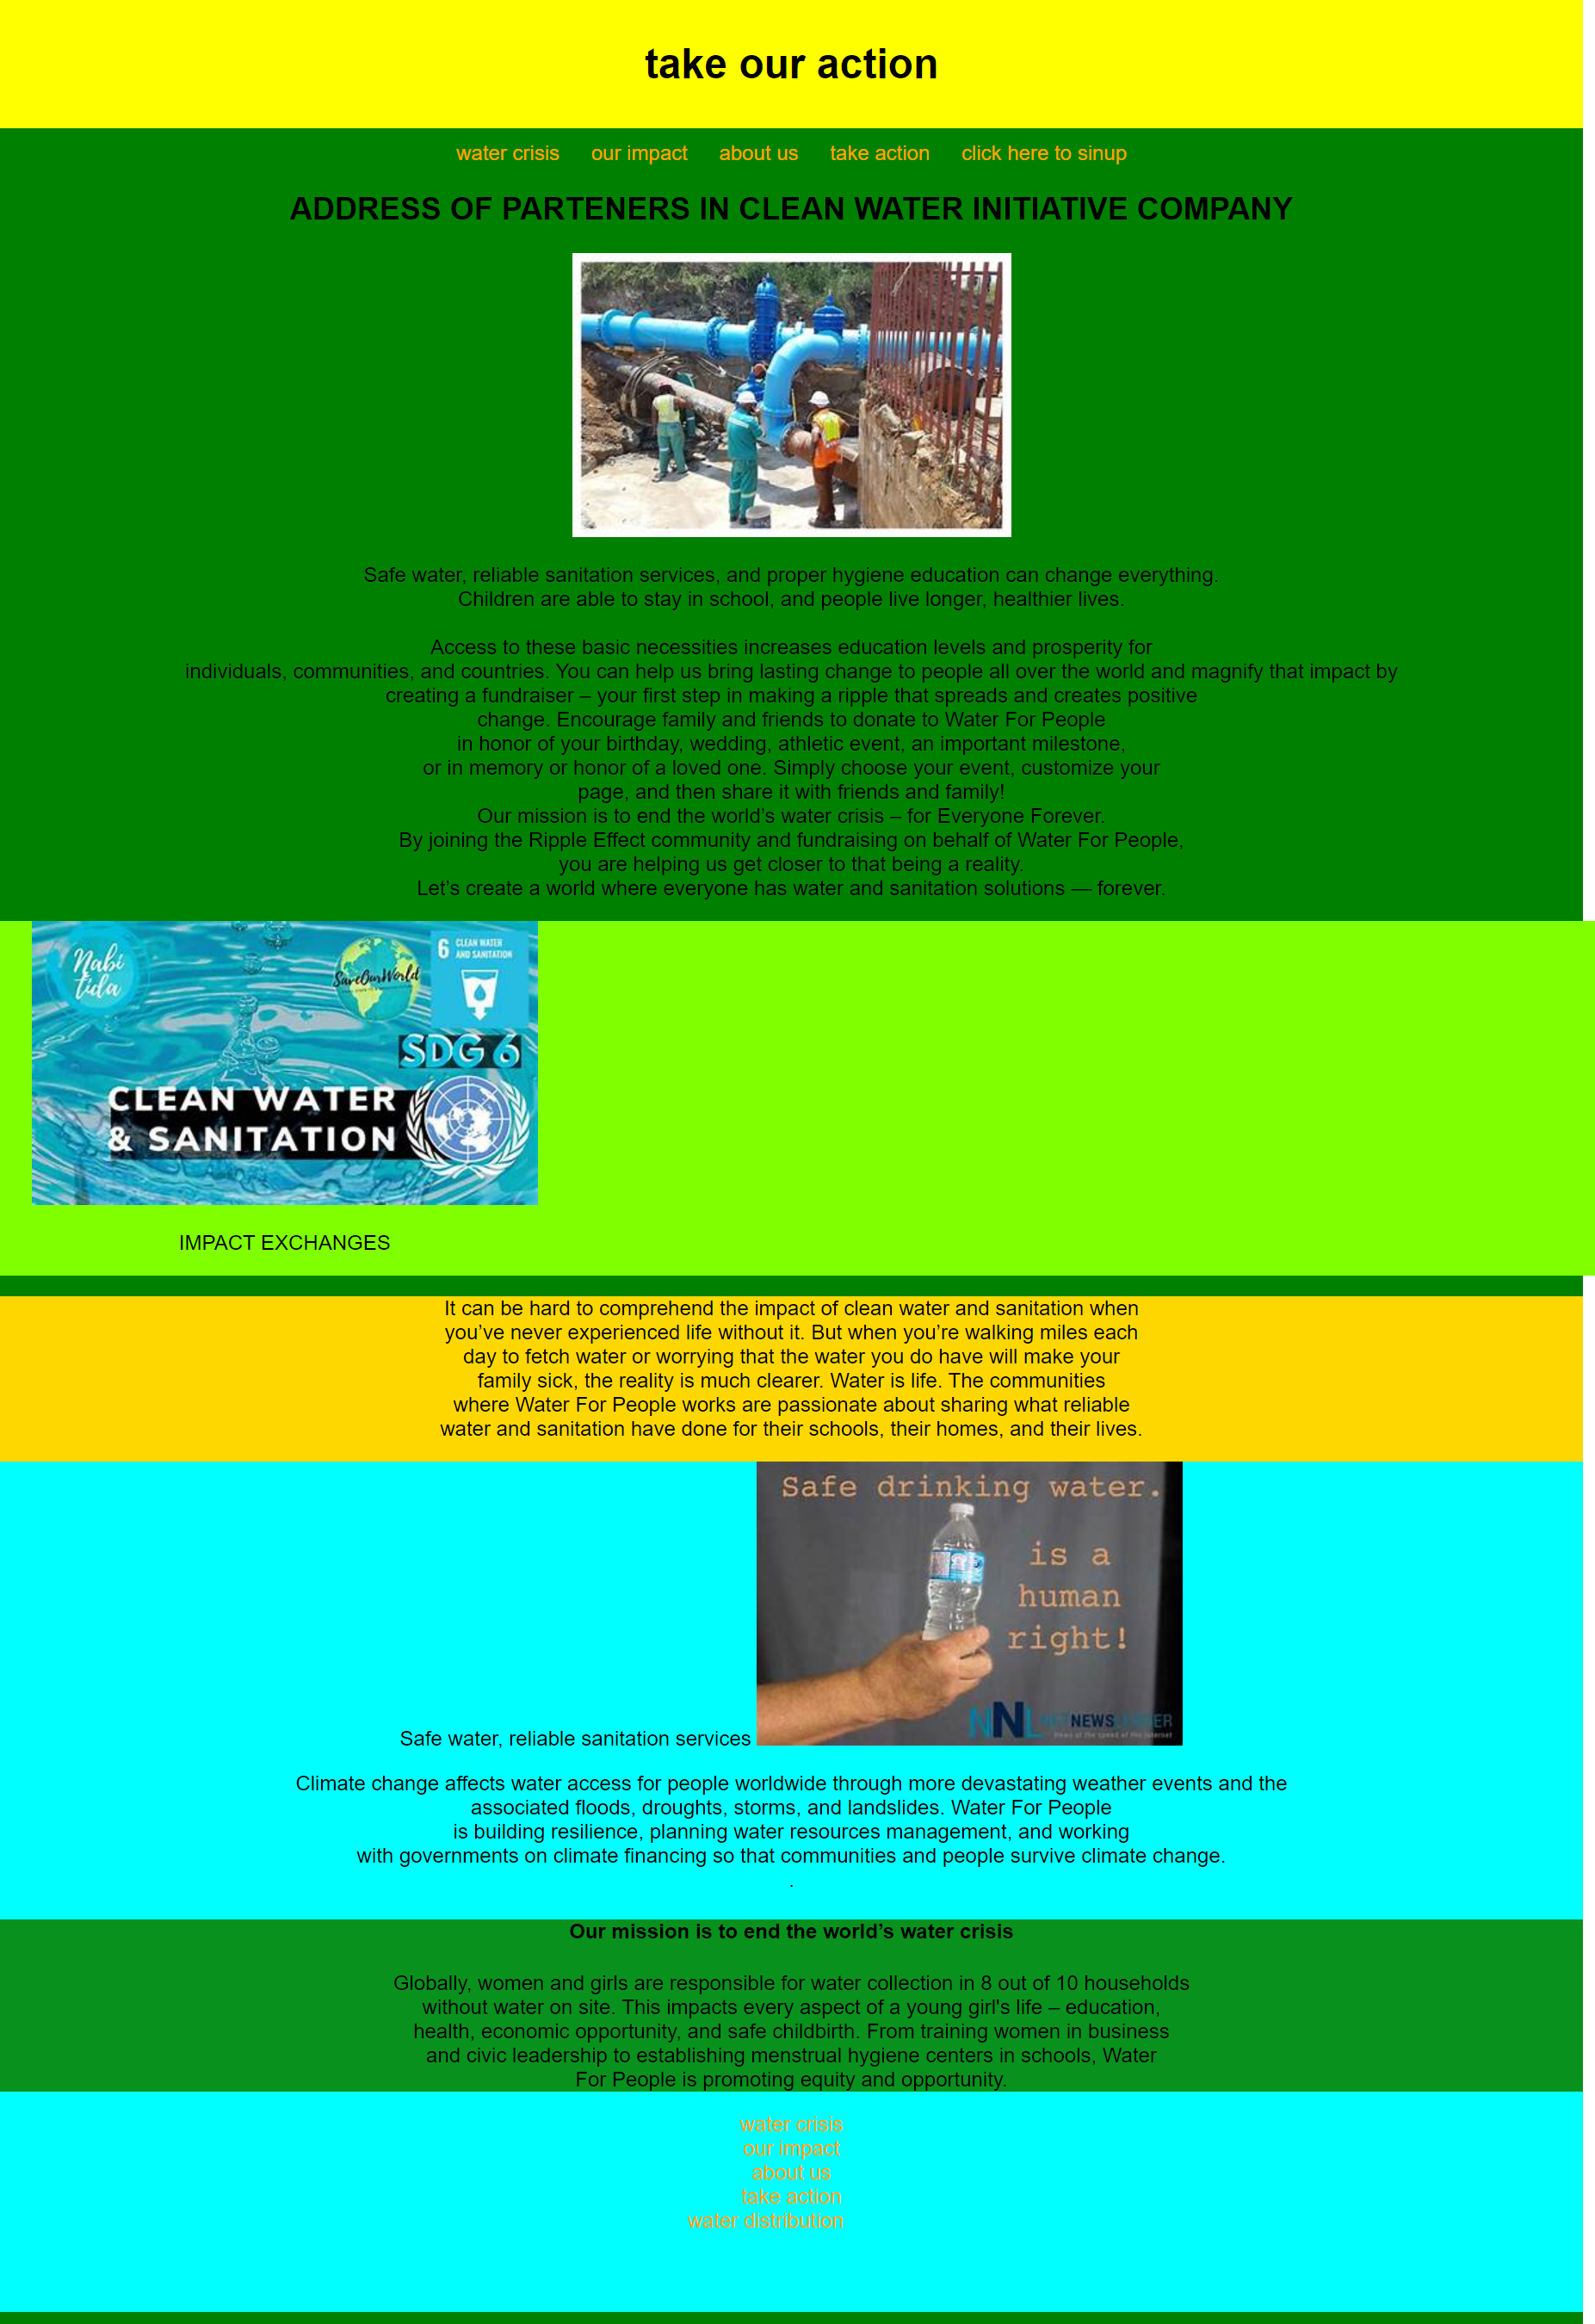 take our action
water crisis our impact about us take action click here to sinup
ADDRESS OF PARTENERS IN CLEAN WATER INITIATIVE COMPANY
Safe water, reliable sanitation services, and proper hygiene education can change everything.
Children are able to stay in school, and people live longer, healthier lives.
Access to these basic necessities increases education levels and prosperity for
individuals, communities, and countries. You can help us bring lasting change to people all over the world and magnify that impact by
creating a fundraiser – your first step in making a ripple that spreads and creates positive
change. Encourage family and friends to donate to Water For People
in honor of your birthday, wedding, athletic event, an important milestone,
or in memory or honor of a loved one. Simply choose your event, customize your
page, and then share it with friends and family!
Our mission is to end the world’s water crisis – for Everyone Forever.
By joining the Ripple Effect community and fundraising on behalf of Water For People,
you are helping us get closer to that being a reality.
Let’s create a world where everyone has water and sanitation solutions — forever.
Nabi
tida
SaveOurWorld
6 CLEAN WATER
AND SANITATION
SDG 6
CLEAN WATER
& SANITATION
IMPACT EXCHANGES
It can be hard to comprehend the impact of clean water and sanitation when
you’ve never experienced life without it. But when you’re walking miles each
day to fetch water or worrying that the water you do have will make your
family sick, the reality is much clearer. Water is life. The communities
where Water For People works are passionate about sharing what reliable
water and sanitation have done for their schools, their homes, and their lives.
Safe drinking water.
is a
human
right!
NNL NETNEWSLEDGER
News at the speed of the internet
Safe water, reliable sanitation services
Climate change affects water access for people worldwide through more devastating weather events and the
associated floods, droughts, storms, and landslides. Water For People
is building resilience, planning water resources management, and working
with governments on climate financing so that communities and people survive climate change.
.
Our mission is to end the world’s water crisis
Globally, women and girls are responsible for water collection in 8 out of 10 households
without water on site. This impacts every aspect of a young girl's life – education,
health, economic opportunity, and safe childbirth. From training women in business
and civic leadership to establishing menstrual hygiene centers in schools, Water
For People is promoting equity and opportunity.
water crisis
our impact
about us
take action
water distribution